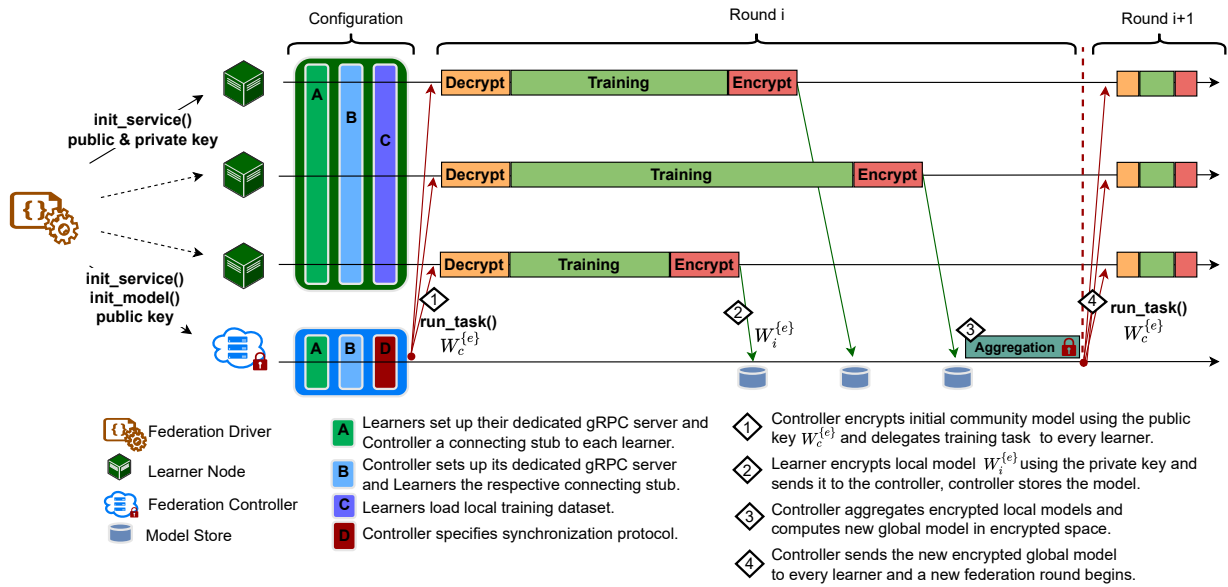 Configuration
Round i
Round i+1
Decrypt
Training
Encrypt
A
B
C
init_service()
public & private key
Decrypt
Training
Encrypt
{}
Decrypt
Training
Encrypt
init_service()
init_model()
public key
1
run_task()
W_c^{e}
2
W_i^{e}
3
Aggregation
4
run_task()
W_c^{e}
A
B
D
Federation Driver
Learner Node
Federation Controller
Model Store
A
Learners set up their dedicated gRPC server and
Controller a connecting stub to each learner.
B
Controller sets up its dedicated gRPC server
and Learners the respective connecting stub.
C
Learners load local training dataset.
D
Controller specifies synchronization protocol.
1
Controller encrypts initial community model using the public
key W_c^{e} and delegates training task to every learner.
2
Learner encrypts local model W_i^{e} using the private key and
sends it to the controller, controller stores the model.
3
Controller aggregates encrypted local models and
computes new global model in encrypted space.
4
Controller sends the new encrypted global model
to every learner and a new federation round begins.